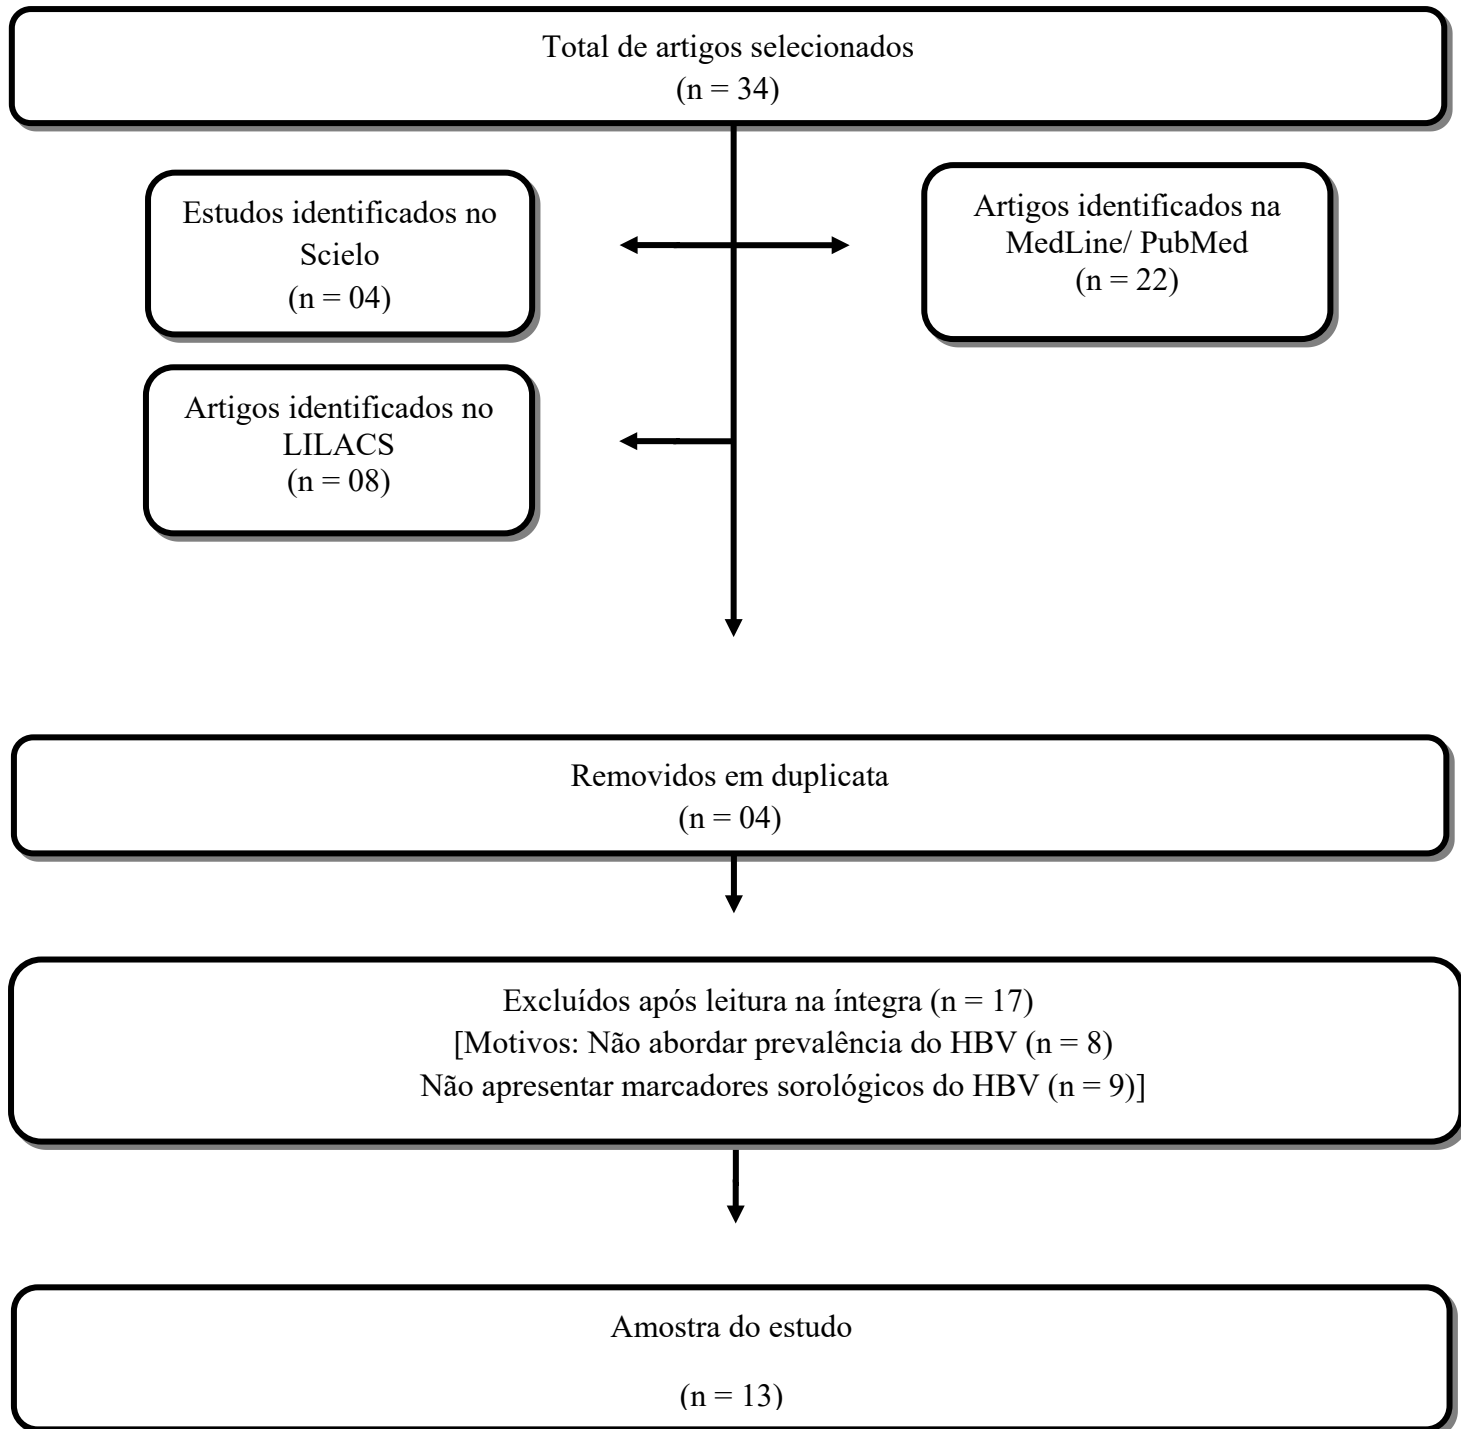 Total de artigos selecionados
(n = 34)
Estudos identificados no
Scielo
(n = 04)
Artigos identificados na
MedLine/ PubMed
(n = 22)
Artigos identificados no
LILACS
(n = 08)
Removidos em duplicata
(n = 04)
Excluídos após leitura na íntegra (n = 17)
[Motivos: Não abordar prevalência do HBV (n = 8)
Não apresentar marcadores sorológicos do HBV (n = 9)]
Amostra do estudo
(n = 13)